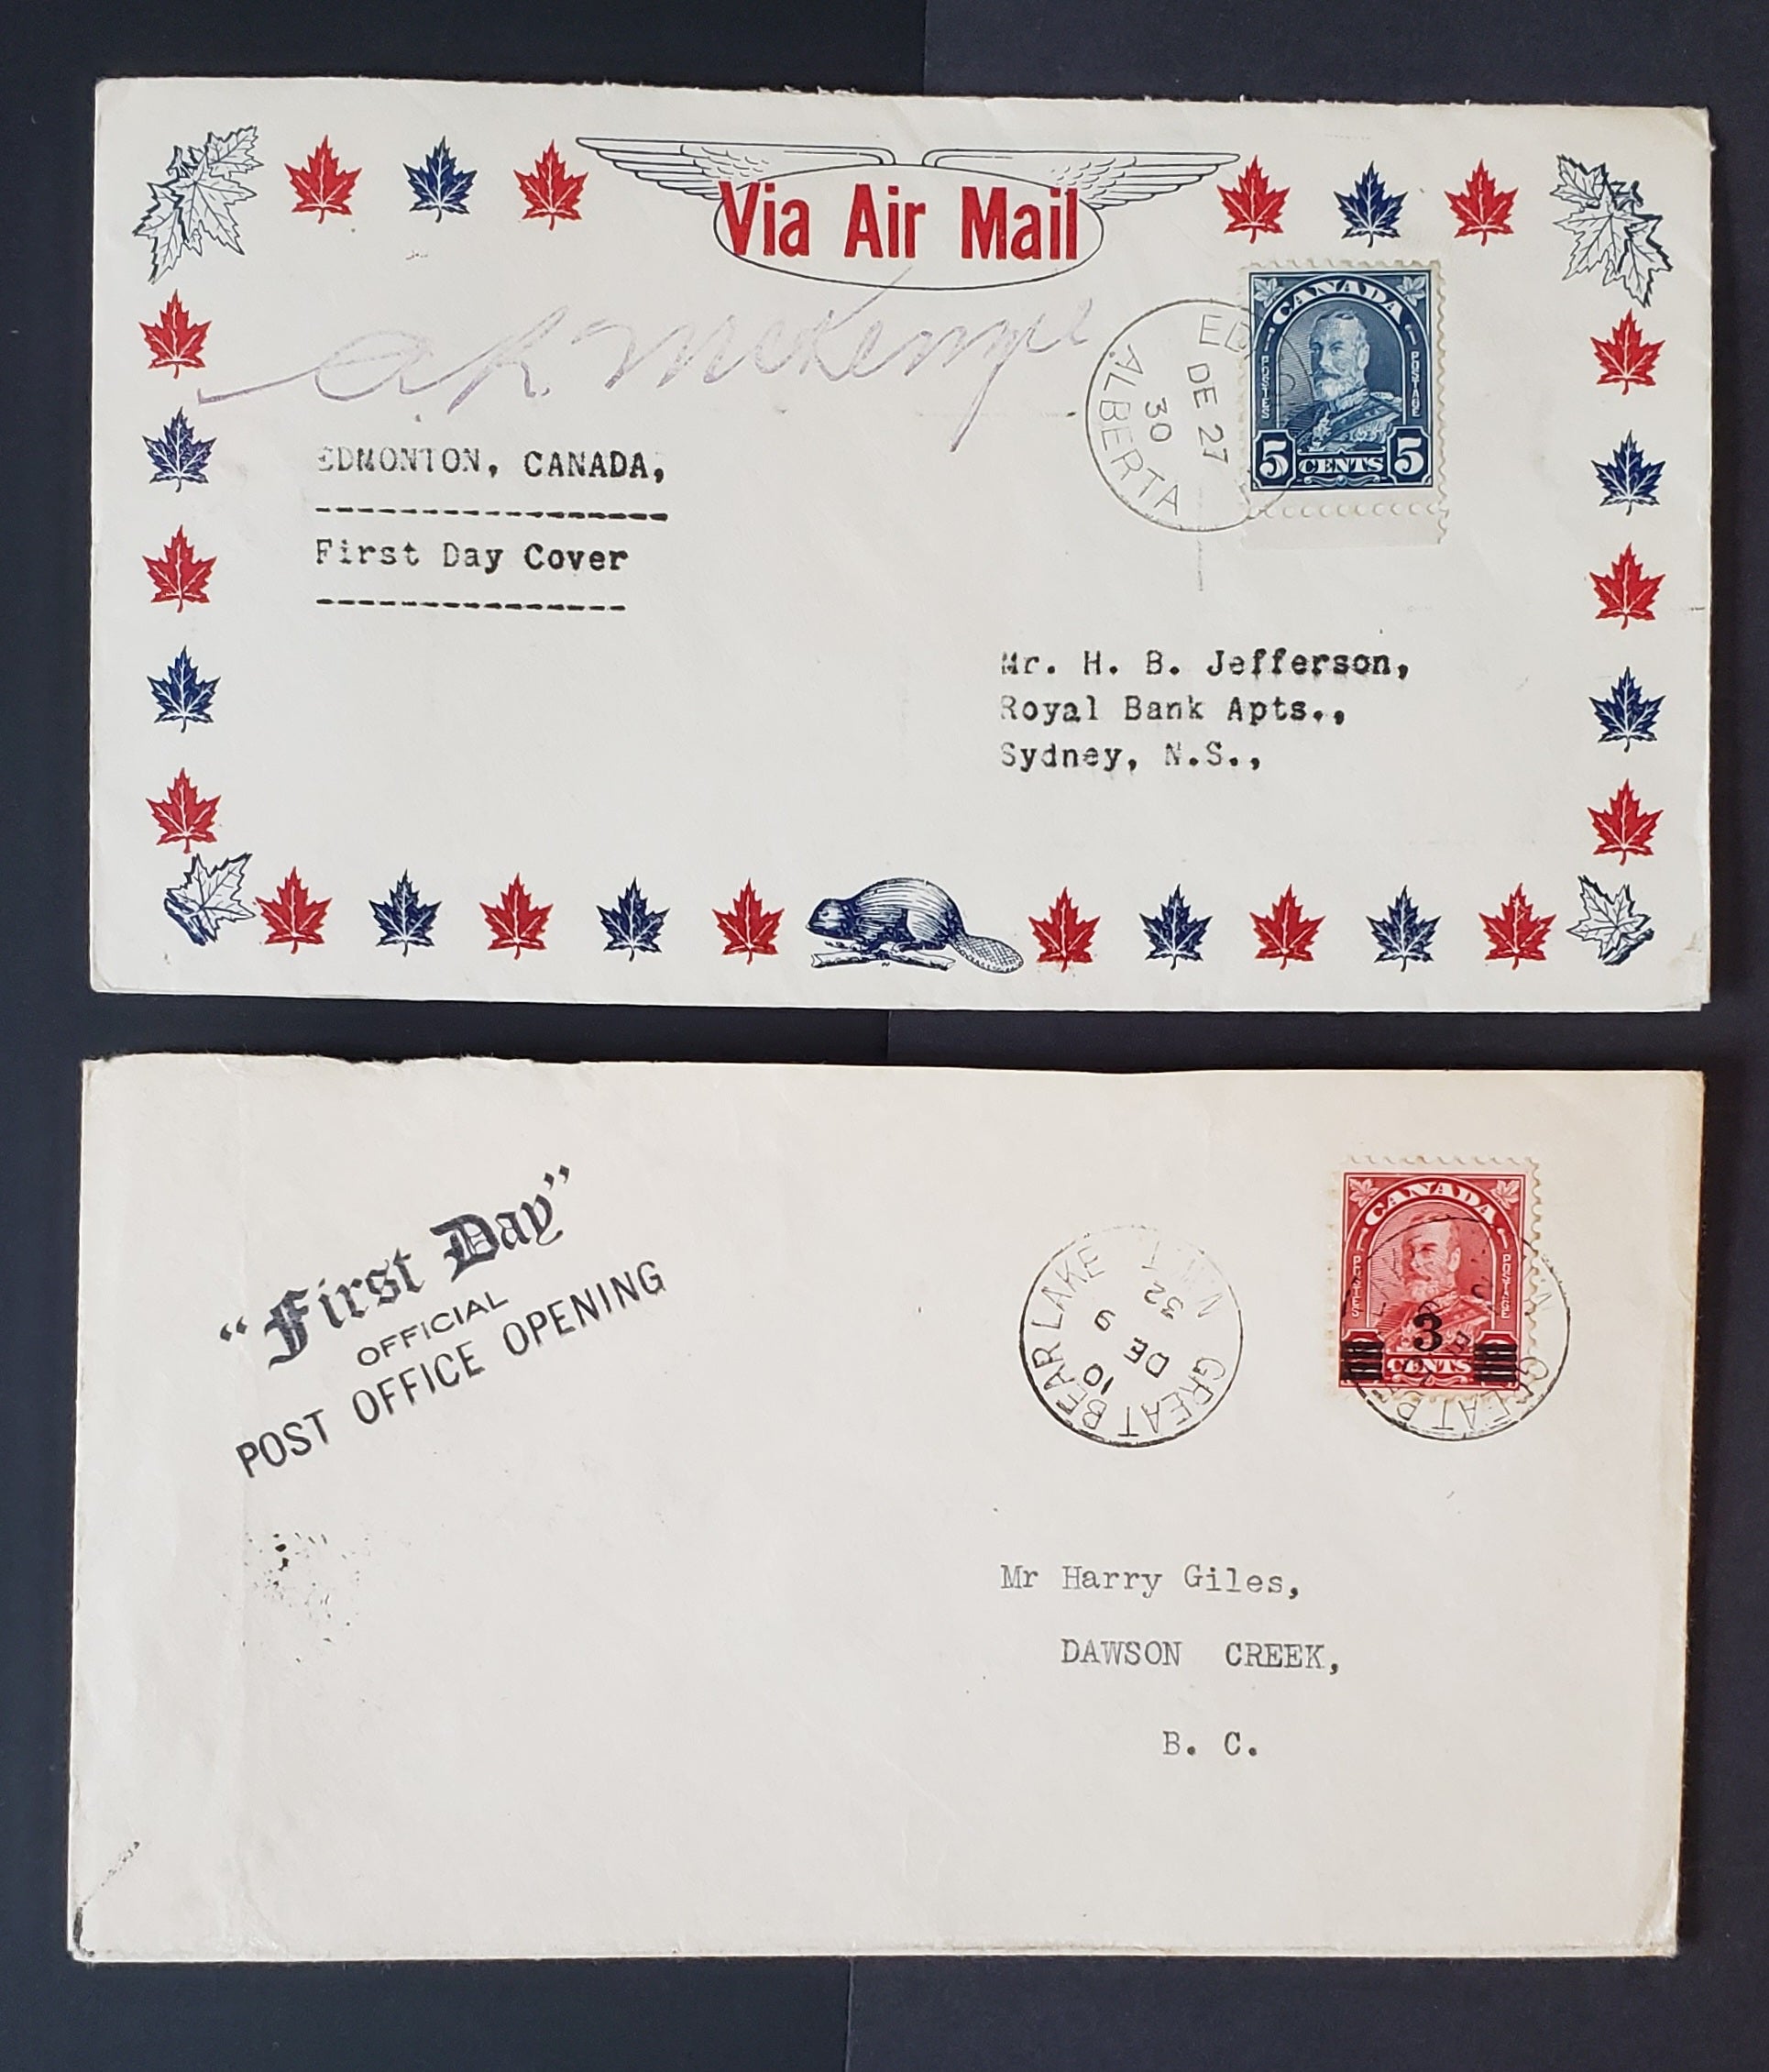 Via Air Mail
A.R. McKenzie
CANADA
POSTES
POSTAGE
5 CENTS 5
ALBERTA
DE 27
30
EDMONTON, CANADA,
First Day Cover
Mr. H. B. Jefferson,
Royal Bank Apts.,
Sydney, N.S.,
"First Day"
OFFICIAL
POST OFFICE OPENING
GREAT BEAR LAKE
10
DE 9
32
CANADA
POSTES
POSTAGE
3
CENTS
Mr Harry Giles,
DAWSON CREEK,
B. C.